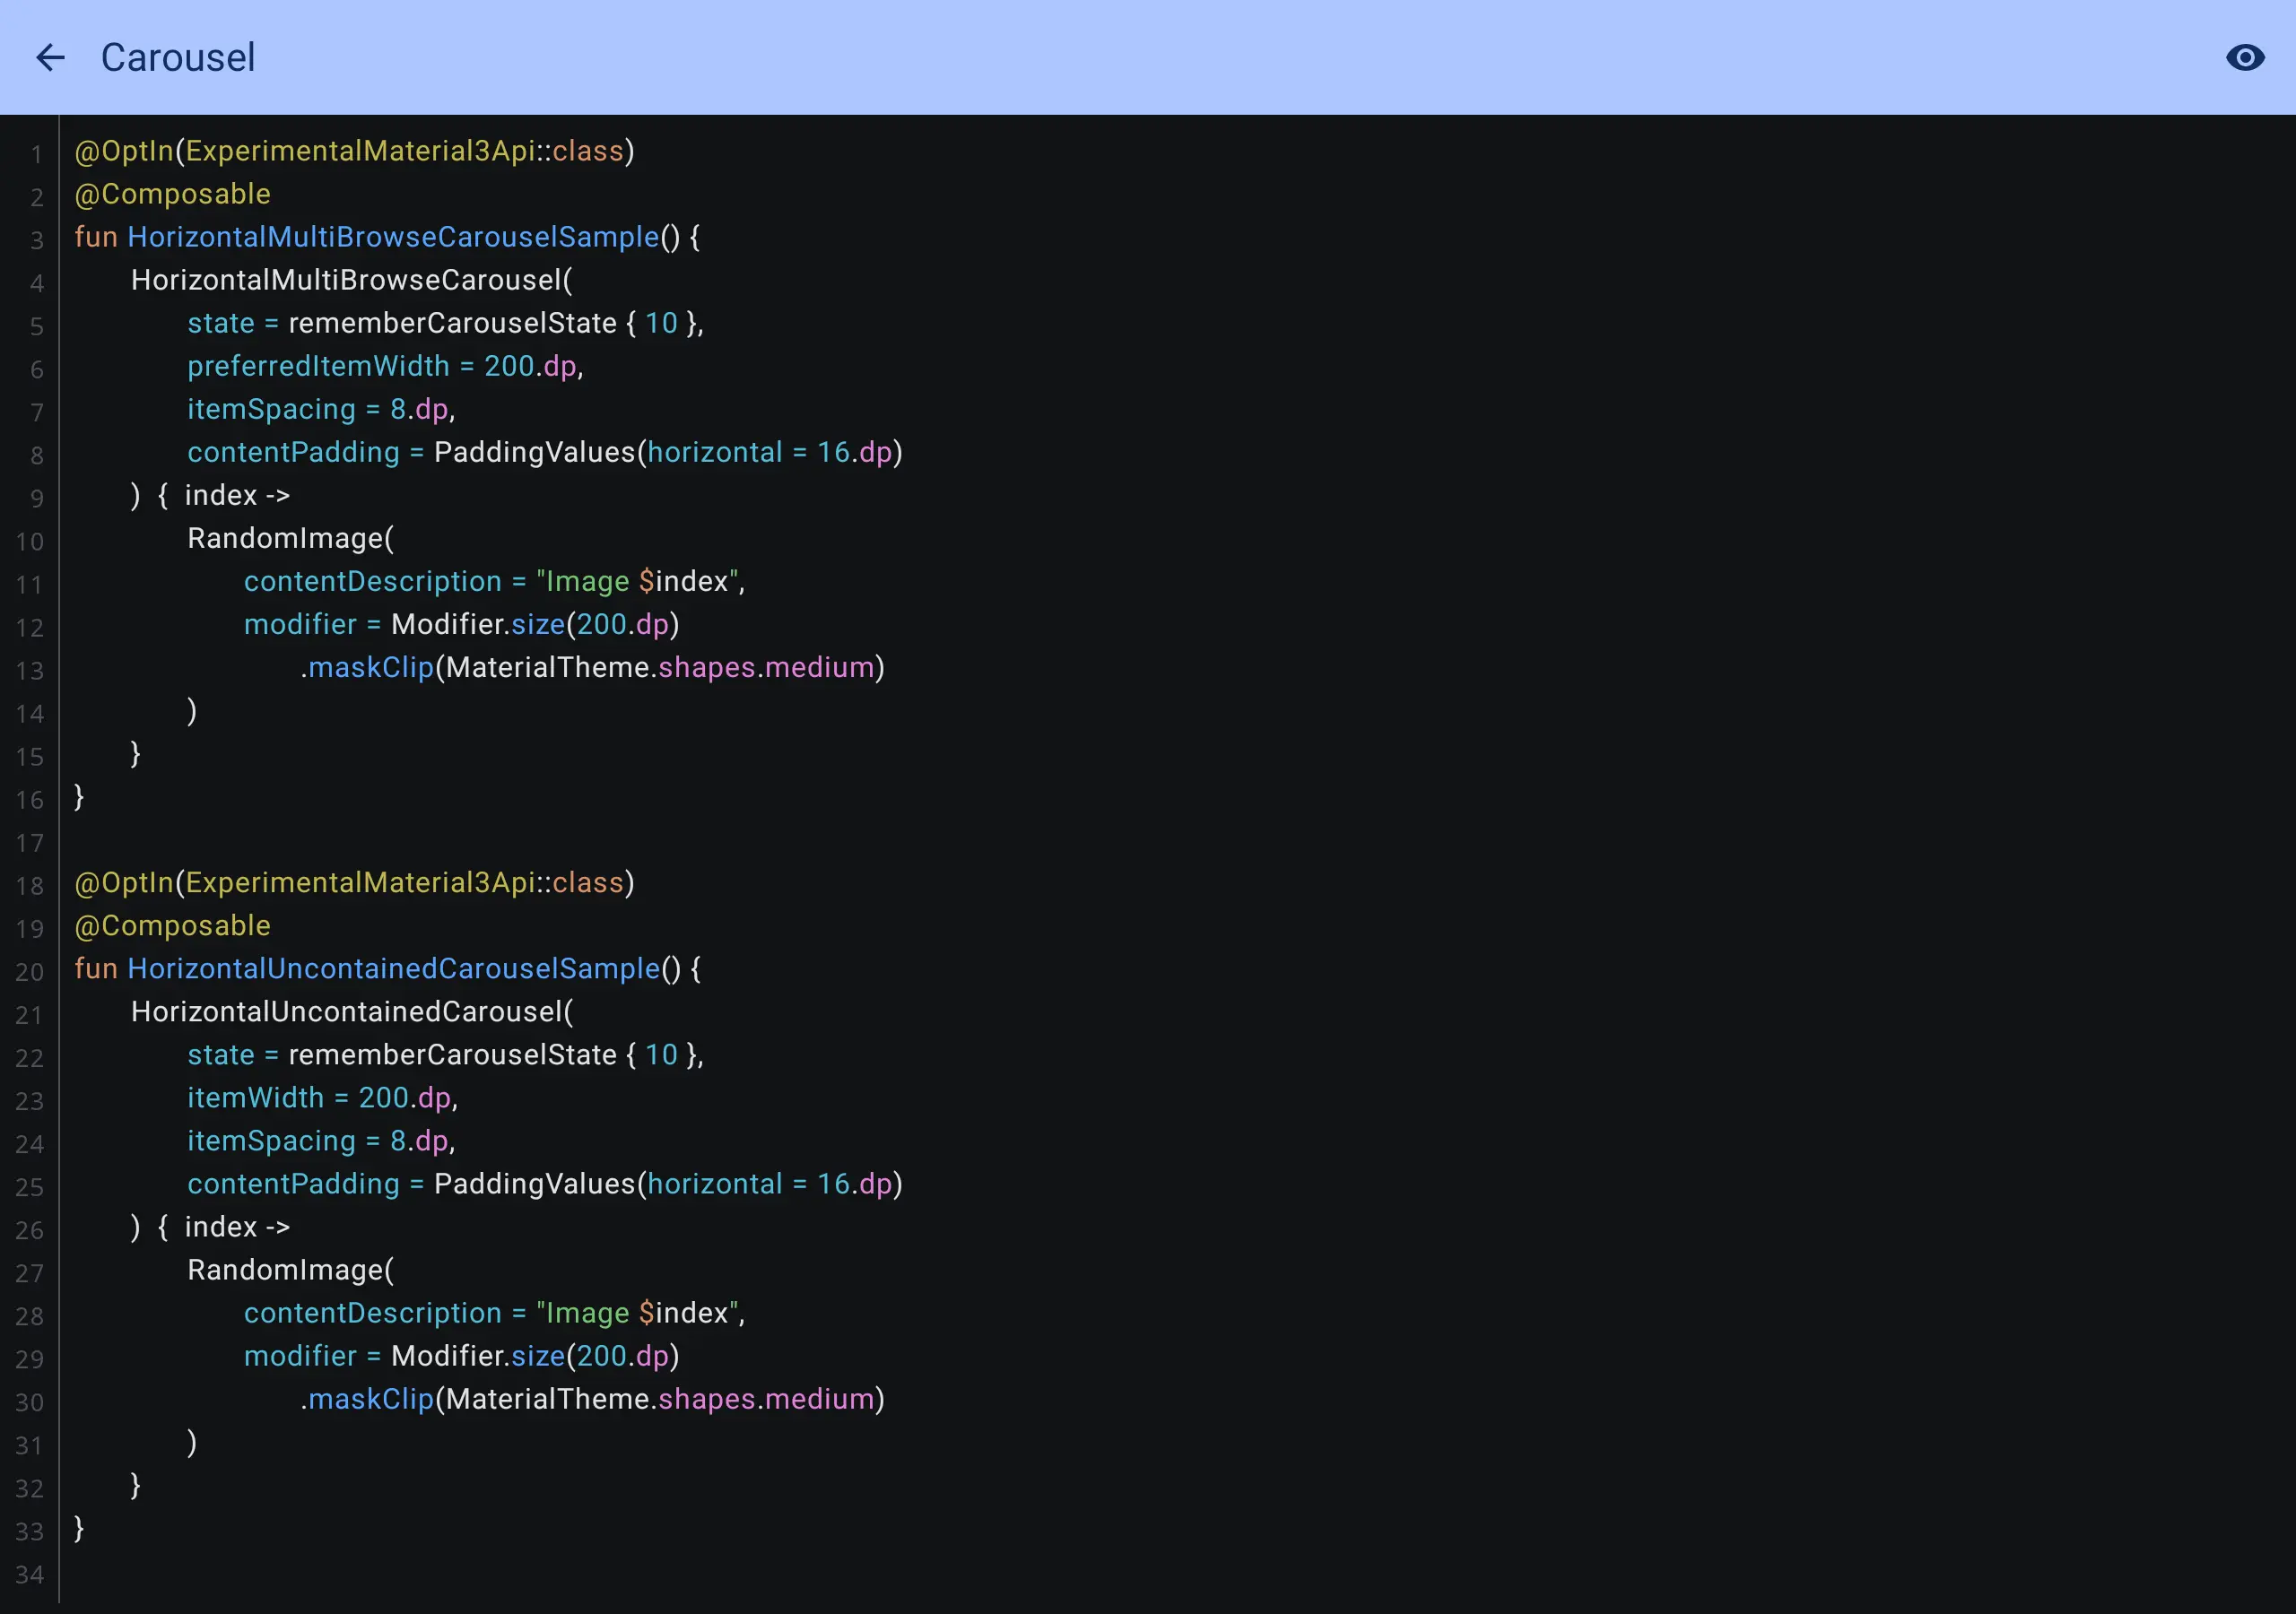 Carousel
1 @OptIn(ExperimentalMaterial3Api::class)
2 @Composable
3 fun HorizontalMultiBrowseCarouselSample() {
4 HorizontalMultiBrowseCarousel(
5 state = rememberCarouselState { 10 },
6 preferredItemWidth = 200.dp,
7 itemSpacing = 8.dp,
8 contentPadding = PaddingValues(horizontal = 16.dp)
9 ) { index ->
10 RandomImage(
11 contentDescription = "Image $index",
12 modifier = Modifier.size(200.dp)
13 .maskClip(MaterialTheme.shapes.medium)
14 )
15 }
16 }
17
18 @OptIn(ExperimentalMaterial3Api::class)
19 @Composable
20 fun HorizontalUncontainedCarouselSample() {
21 HorizontalUncontainedCarousel(
22 state = rememberCarouselState { 10 },
23 itemWidth = 200.dp,
24 itemSpacing = 8.dp,
25 contentPadding = PaddingValues(horizontal = 16.dp)
26 ) { index ->
27 RandomImage(
28 contentDescription = "Image $index",
29 modifier = Modifier.size(200.dp)
30 .maskClip(MaterialTheme.shapes.medium)
31 )
32 }
33 }
34